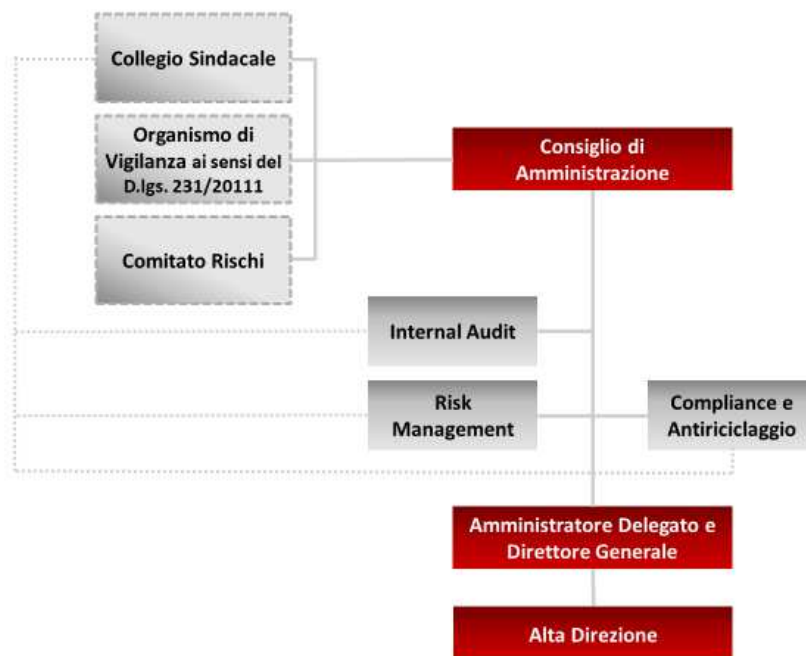 Collegio Sindacale
Organismo di
Vigilanza ai sensi del
D.lgs. 231/20111
Consiglio di
Amministrazione
Comitato Rischi
Internal Audit
Risk
Management
Compliance e
Antiriciclaggio
Amministratore Delegato e
Direttore Generale
Alta Direzione